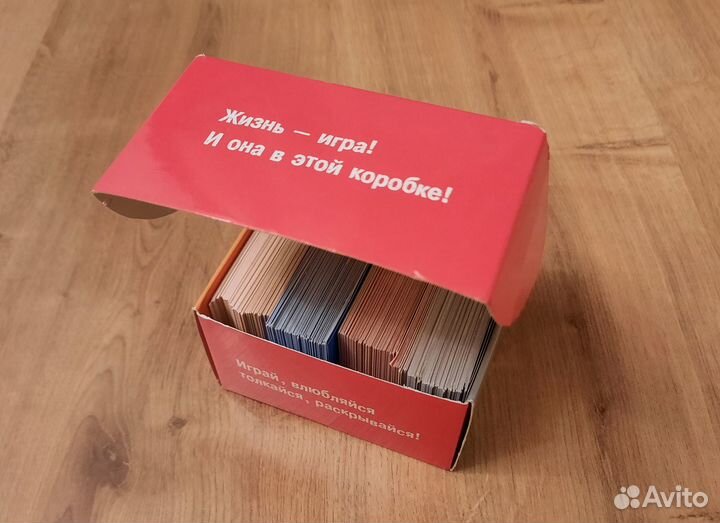 Жизнь — игра!
И она в этой коробке!
Играй, влюбляйся
толкайся, раскрывайся!
Avito